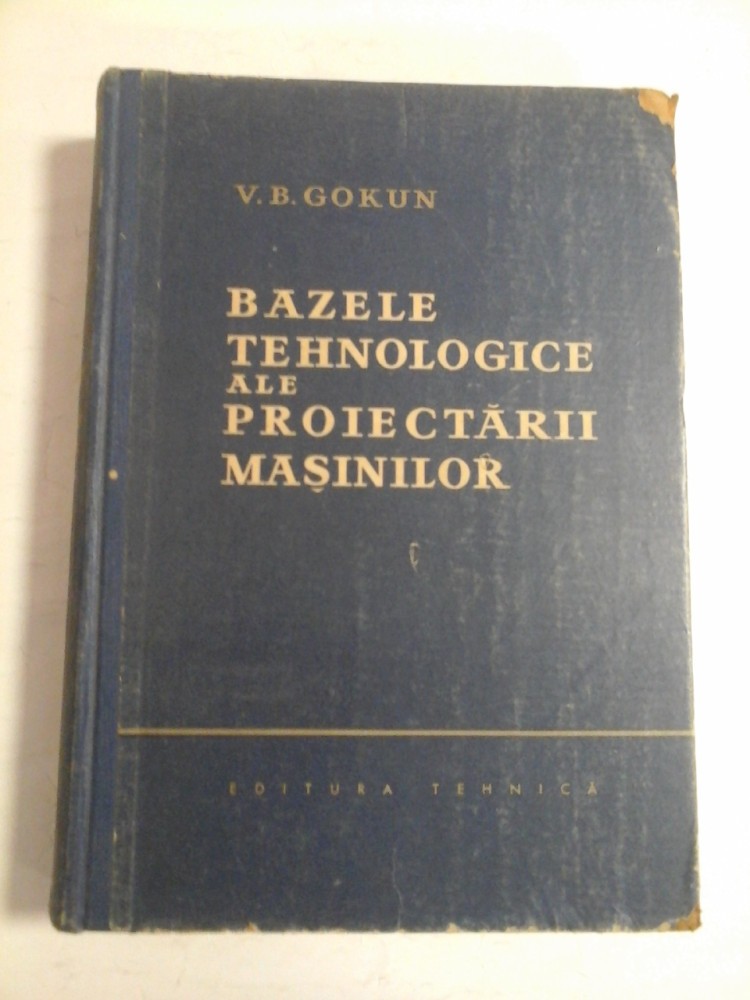 V. B. GOKUN
BAZELE
TEHNOLOGICE
ALE
PROIECTĂRII
MAȘINILOR
EDITURA TEHNICĂ